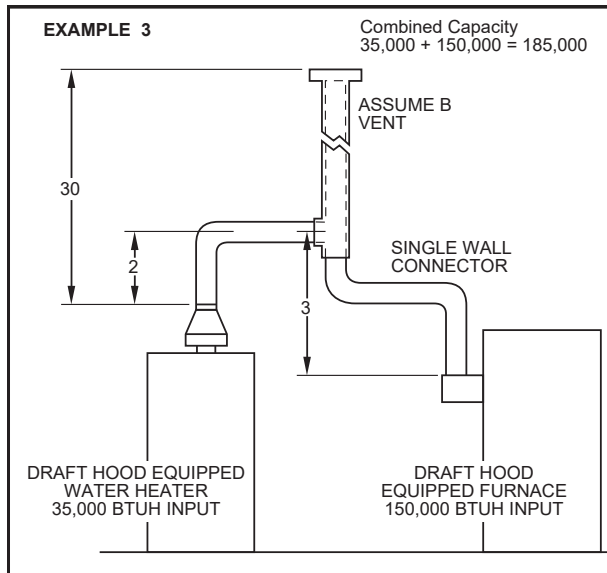 EXAMPLE 3
Combined Capacity
35,000 + 150,000 = 185,000
ASSUME B
VENT
30
2
SINGLE WALL
CONNECTOR
3
DRAFT HOOD EQUIPPED
WATER HEATER
35,000 BTUH INPUT
DRAFT HOOD
EQUIPPED FURNACE
150,000 BTUH INPUT